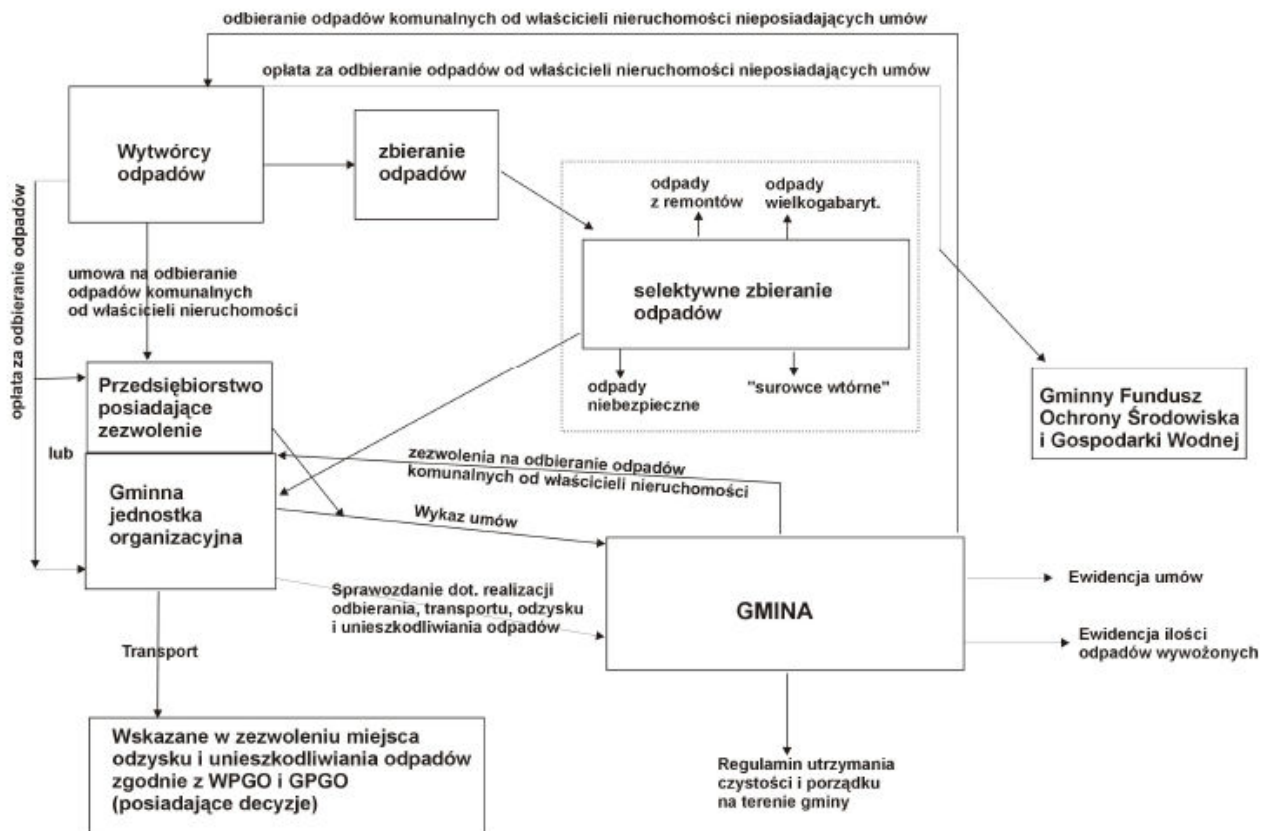 odbieranie odpadów komunalnych od właścicieli nieruchomości nieposiadających umów
opłata za odbieranie odpadów od właścicieli nieruchomości nieposiadających umów
Wytwórcy
odpadów
zbieranie
odpadów
odpady
z remontów
odpady
wielkogabaryt.
selektywne zbieranie
odpadów
odpady
niebezpieczne
"surowce wtórne"
opłata za odbieranie odpadów
umowa na odbieranie
odpadów komunalnych
od właścicieli nieruchomości
Przedsiębiorstwo
posiadające
zezwolenie
lub
Gminna
jednostka
organizacyjna
Gminny Fundusz
Ochrony Środowiska
i Gospodarki Wodnej
zezwolenia na odbieranie odpadów
komunalnych od właścicieli nieruchomości
Wykaz umów
Sprawozdanie dot. realizacji
odbierania, transportu, odzysku
i unieszkodliwiania odpadów
GMINA
Ewidencja umów
Ewidencja ilości
odpadów wywożonych
Transport
Wskazane w zezwoleniu miejsca
odzysku i unieszkodliwiania odpadów
zgodnie z WPGO i GPGO
(posiadające decyzje)
Regulamin utrzymania
czystości i porządku
na terenie gminy